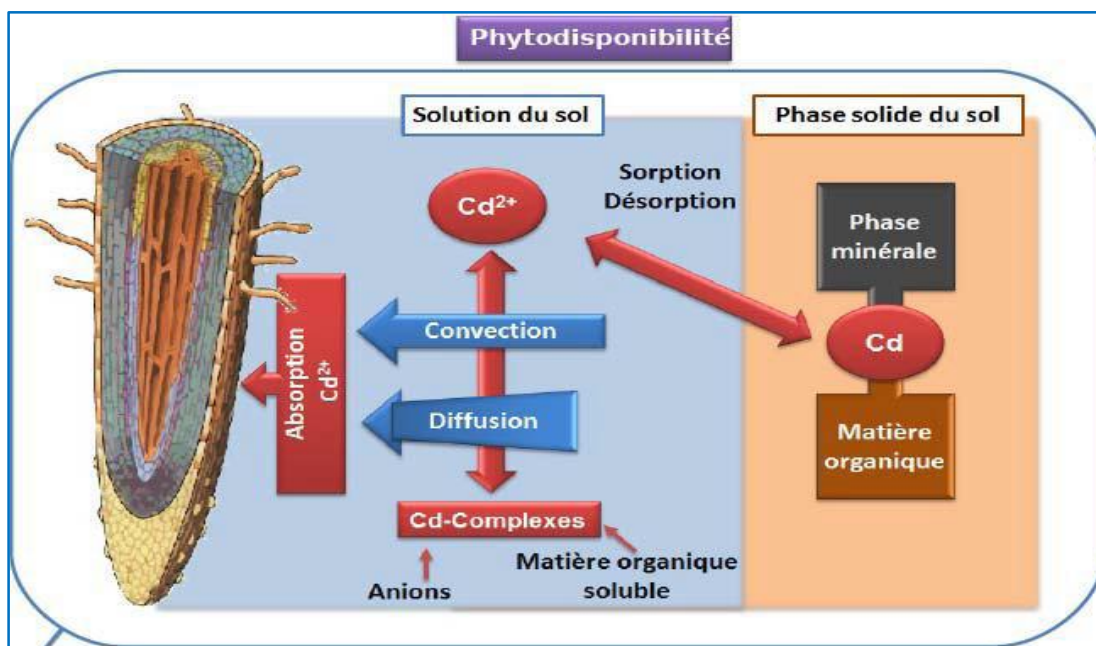 Phytodisponibilité
Solution du sol
Phase solide du sol
Sorption
Désorption
Cd²⁺
Phase
minérale
Cd
Absorption
Cd²⁺
Convection
Diffusion
Matière
organique
Cd-Complexes
Anions
Matière organique
soluble